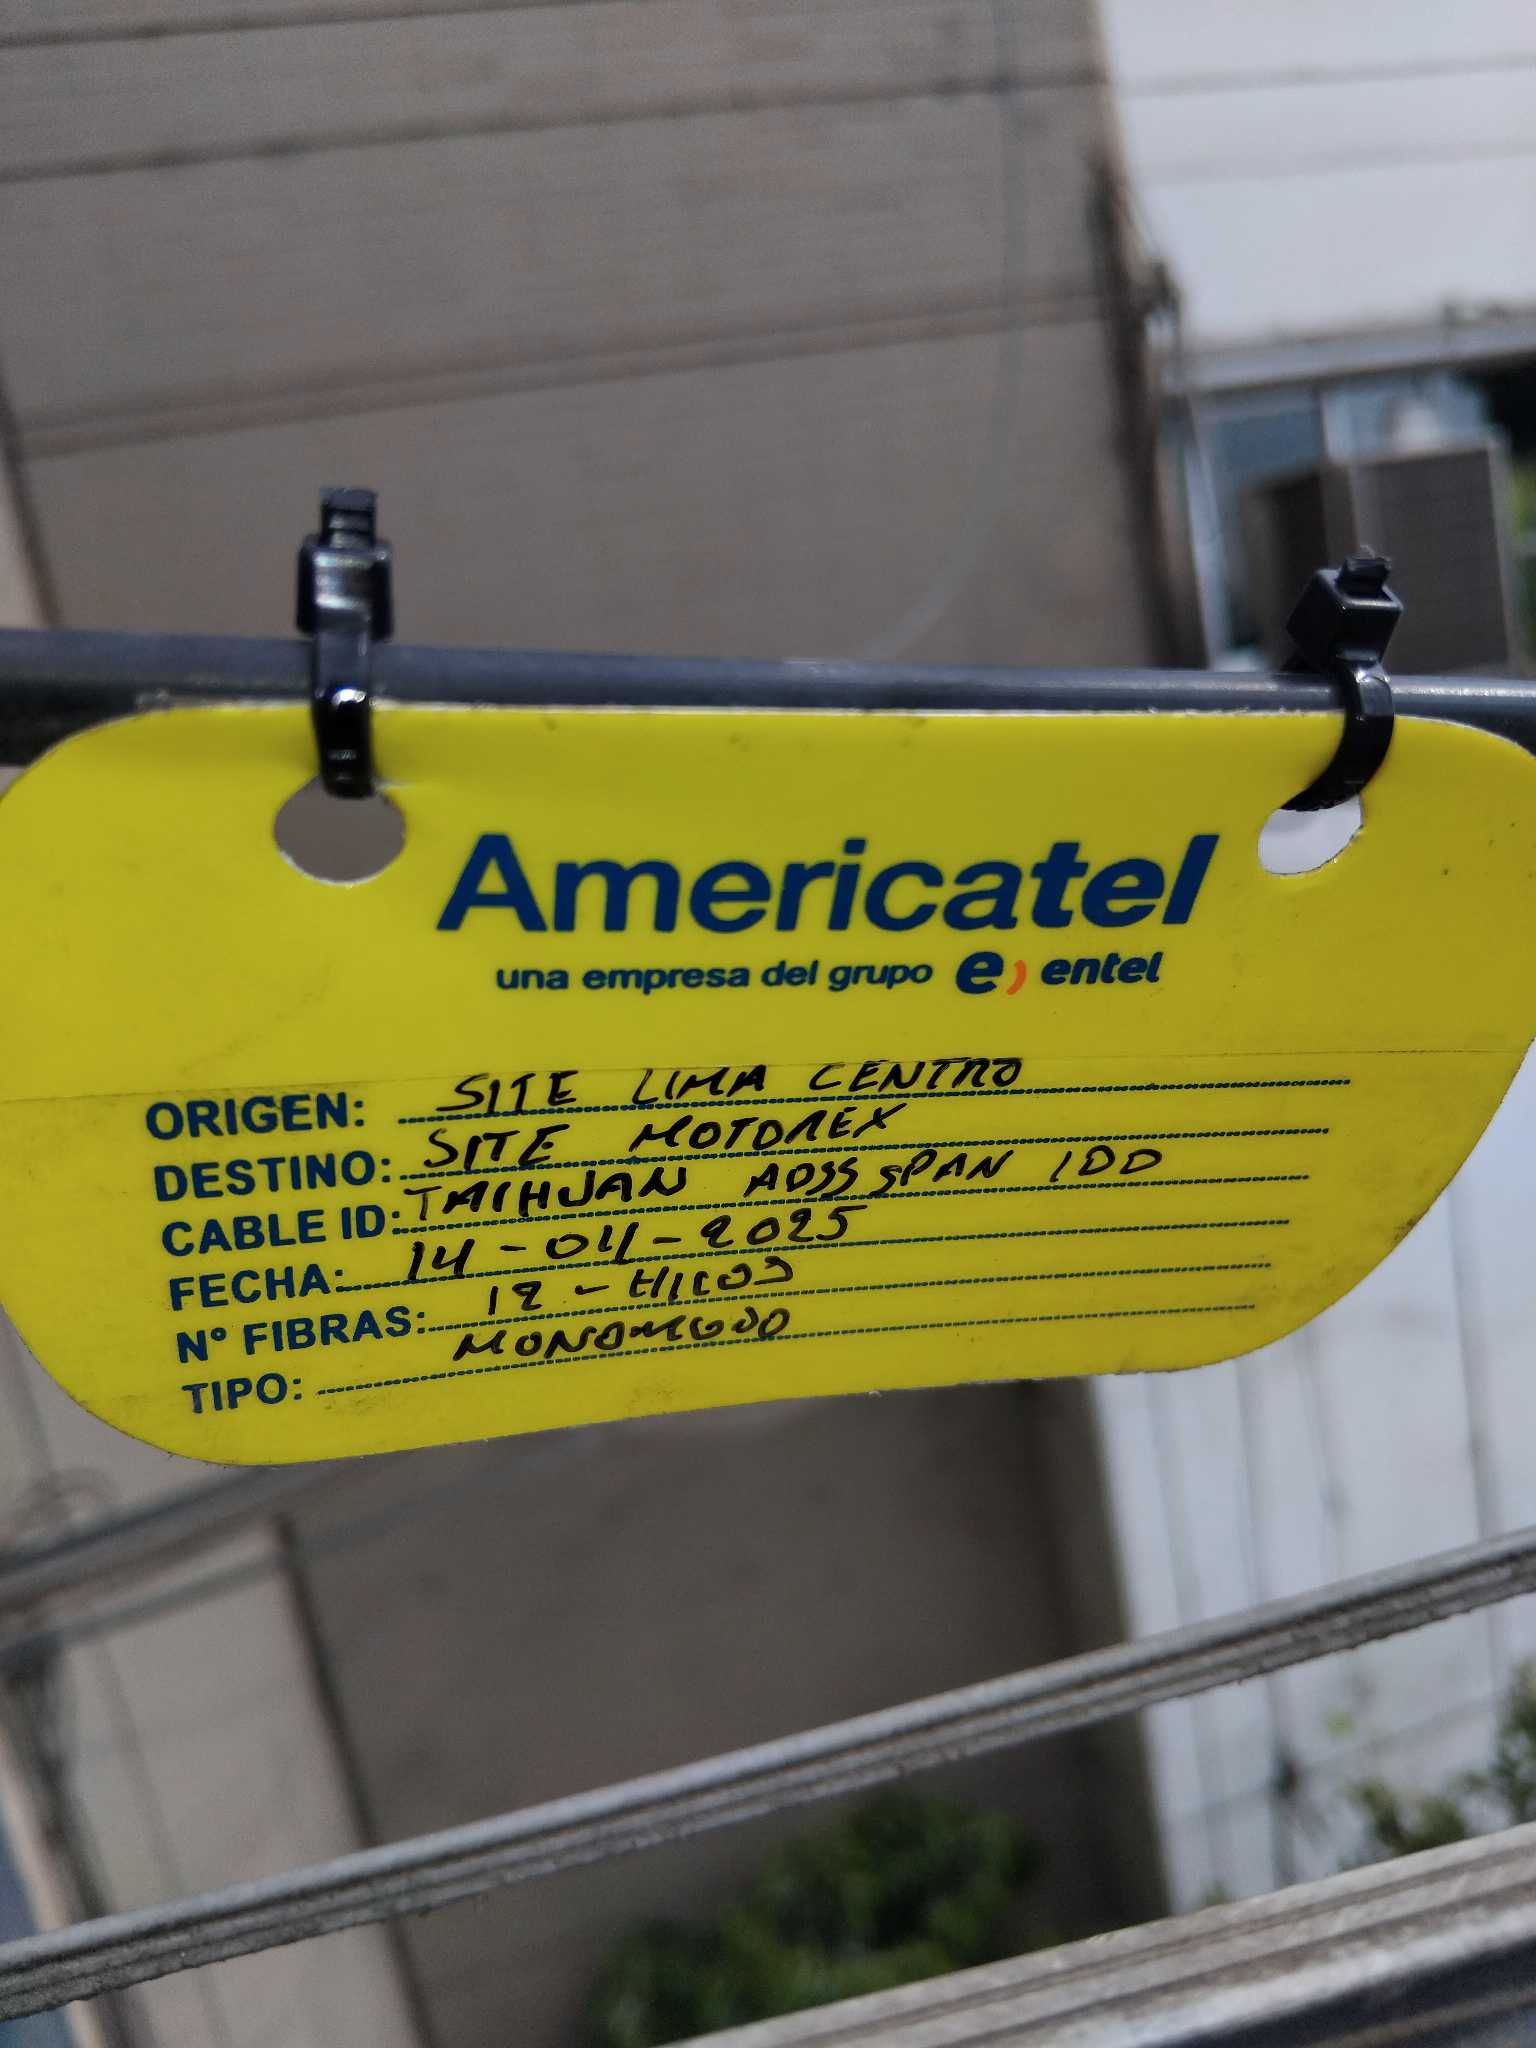 Americatel
una empresa del grupo e) entel
ORIGEN: SITE LIMA CENTRO
DESTINO: SITE MOTOREX
CABLE ID: TAIHUAN ADSS SPAN 100
FECHA: 14-04-2025
N° FIBRAS: 12-HILOS
TIPO: MONOMODO